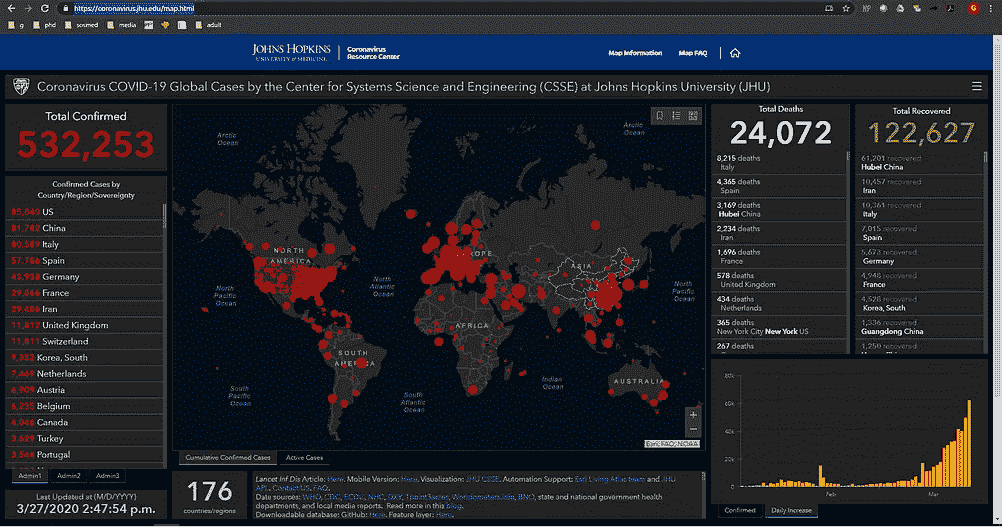 https://coronavirus.jhu.edu/map.html
g
phd
sosmed
media
adult
JOHNS HOPKINS
UNIVERSITY of MEDICINE
Coronavirus
Resource Center
Map Information
Map FAQ
Coronavirus COVID-19 Global Cases by the Center for Systems Science and Engineering (CSSE) at Johns Hopkins University (JHU)
Total Confirmed
532,253
Confirmed Cases by
Country/Region/Sovereignty
US
81,782 China
80,589 Italy
57,786 Spain
43,938 Germany
France
Iran
United Kingdom
11,811 Switzerland
9,332 Korea, South
7,469 Netherlands
6,909 Austria
6,235 Belgium
Canada
3,629 Turkey
3,544 Portugal
Admin1
Admin2
Admin3
Last Updated at (M/D/YYYY)
3/27/2020 2:47:54 p.m.
Arctic
Ocean
Arctic
Ocean
NORTH
AMERICA
EUROPE
ASIA
North
Pacific
Ocean
North
Atlantic
Ocean
North
Pacific
Ocean
AFRICA
SOUTH
AMERICA
Indian
Ocean
AUSTRALIA
South
Pacific
Ocean
South
Atlantic
Ocean
+
−
Esri, FAO, NOAA
Cumulative Confirmed Cases
Active Cases
176
countries/regions
Lancet Inf Dis Article: Here. Mobile Version: Here. Visualization: JHU CSSE. Automation Support: Esri Living Atlas team and JHU
APL. Contact US. FAQ.
Data sources: WHO, CDC, ECDC, NHC, DXY, 1point3acres, Worldometers.info, BNO, state and national government health
departments, and local media reports. Read more in this blog.
Downloadable database: GitHub: Here. Feature layer: Here.
Total Deaths
24,072
8,215 deaths
Italy
4,365 deaths
Spain
3,169 deaths
Hubei China
2,234 deaths
Iran
1,696 deaths
France
578 deaths
United Kingdom
434 deaths
Netherlands
365 deaths
New York City New York US
267 deaths
Total Recovered
122,627
61,201 recovered
Hubei China
10,457 recovered
Iran
10,361 recovered
Italy
7,015 recovered
Spain
5,673 recovered
Germany
4,948 recovered
France
4,528 recovered
Korea, South
1,336 recovered
Guangdong China
1,250 recovered
80k
60k
40k
20k
0
Feb
Mar
Confirmed
Daily Increase